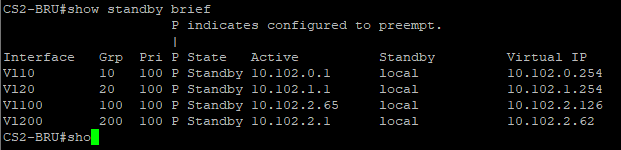 CS2-BRU#show standby brief
P indicates configured to preempt.
|
Interface Grp Pri P State Active Standby Virtual IP
Vl10 10 100 P Standby 10.102.0.1 local 10.102.0.254
Vl20 20 100 P Standby 10.102.1.1 local 10.102.1.254
Vl100 100 100 P Standby 10.102.2.65 local 10.102.2.126
Vl200 200 100 P Standby 10.102.2.1 local 10.102.2.62
CS2-BRU#sho